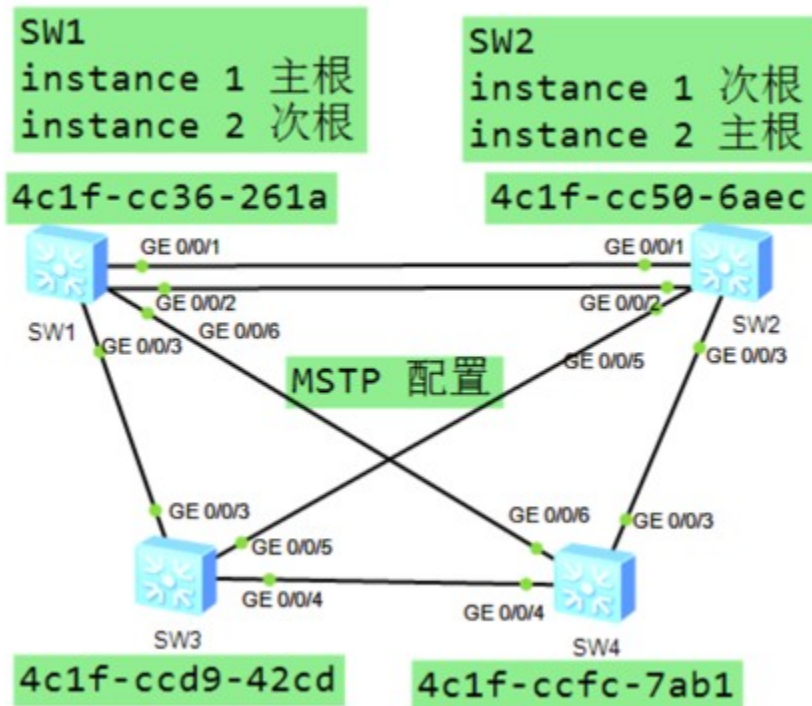 SW1
instance 1 主根
instance 2 次根
SW2
instance 1 次根
instance 2 主根
4c1f-cc36-261a
4c1f-cc50-6aec
GE 0/0/1
GE 0/0/1
GE 0/0/2
GE 0/0/2
SW1
GE 0/0/6
SW2
GE 0/0/3
GE 0/0/5
GE 0/0/3
MSTP 配置
GE 0/0/3
GE 0/0/6
GE 0/0/3
GE 0/0/5
GE 0/0/4
GE 0/0/4
SW3
SW4
4c1f-ccd9-42cd
4c1f-ccfc-7ab1